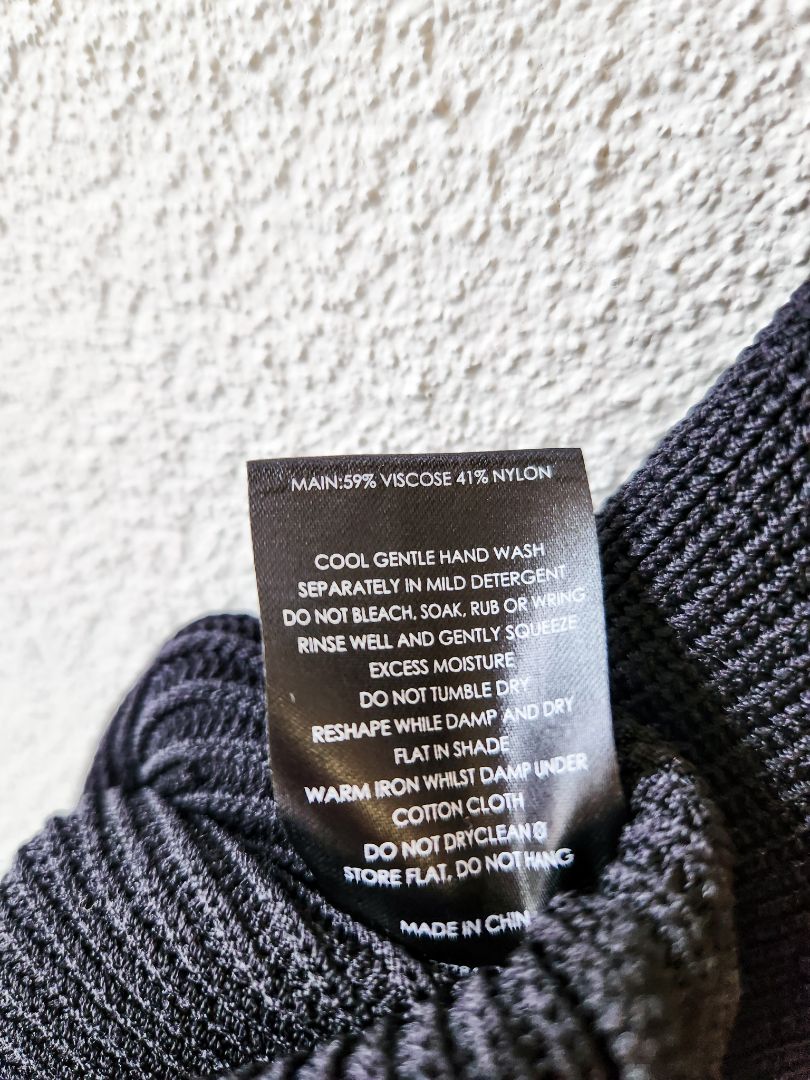 MAIN:59% VISCOSE 41% NYLON
COOL GENTLE HAND WASH
SEPARATELY IN MILD DETERGENT
DO NOT BLEACH, SOAK, RUB OR WRING
RINSE WELL AND GENTLY SQUEEZE
EXCESS MOISTURE
DO NOT TUMBLE DRY
RESHAPE WHILE DAMP AND DRY
FLAT IN SHADE
WARM IRON WHILST DAMP UNDER
COTTON CLOTH
DO NOT DRYCLEAN
STORE FLAT, DO NOT HANG
MADE IN CHIN